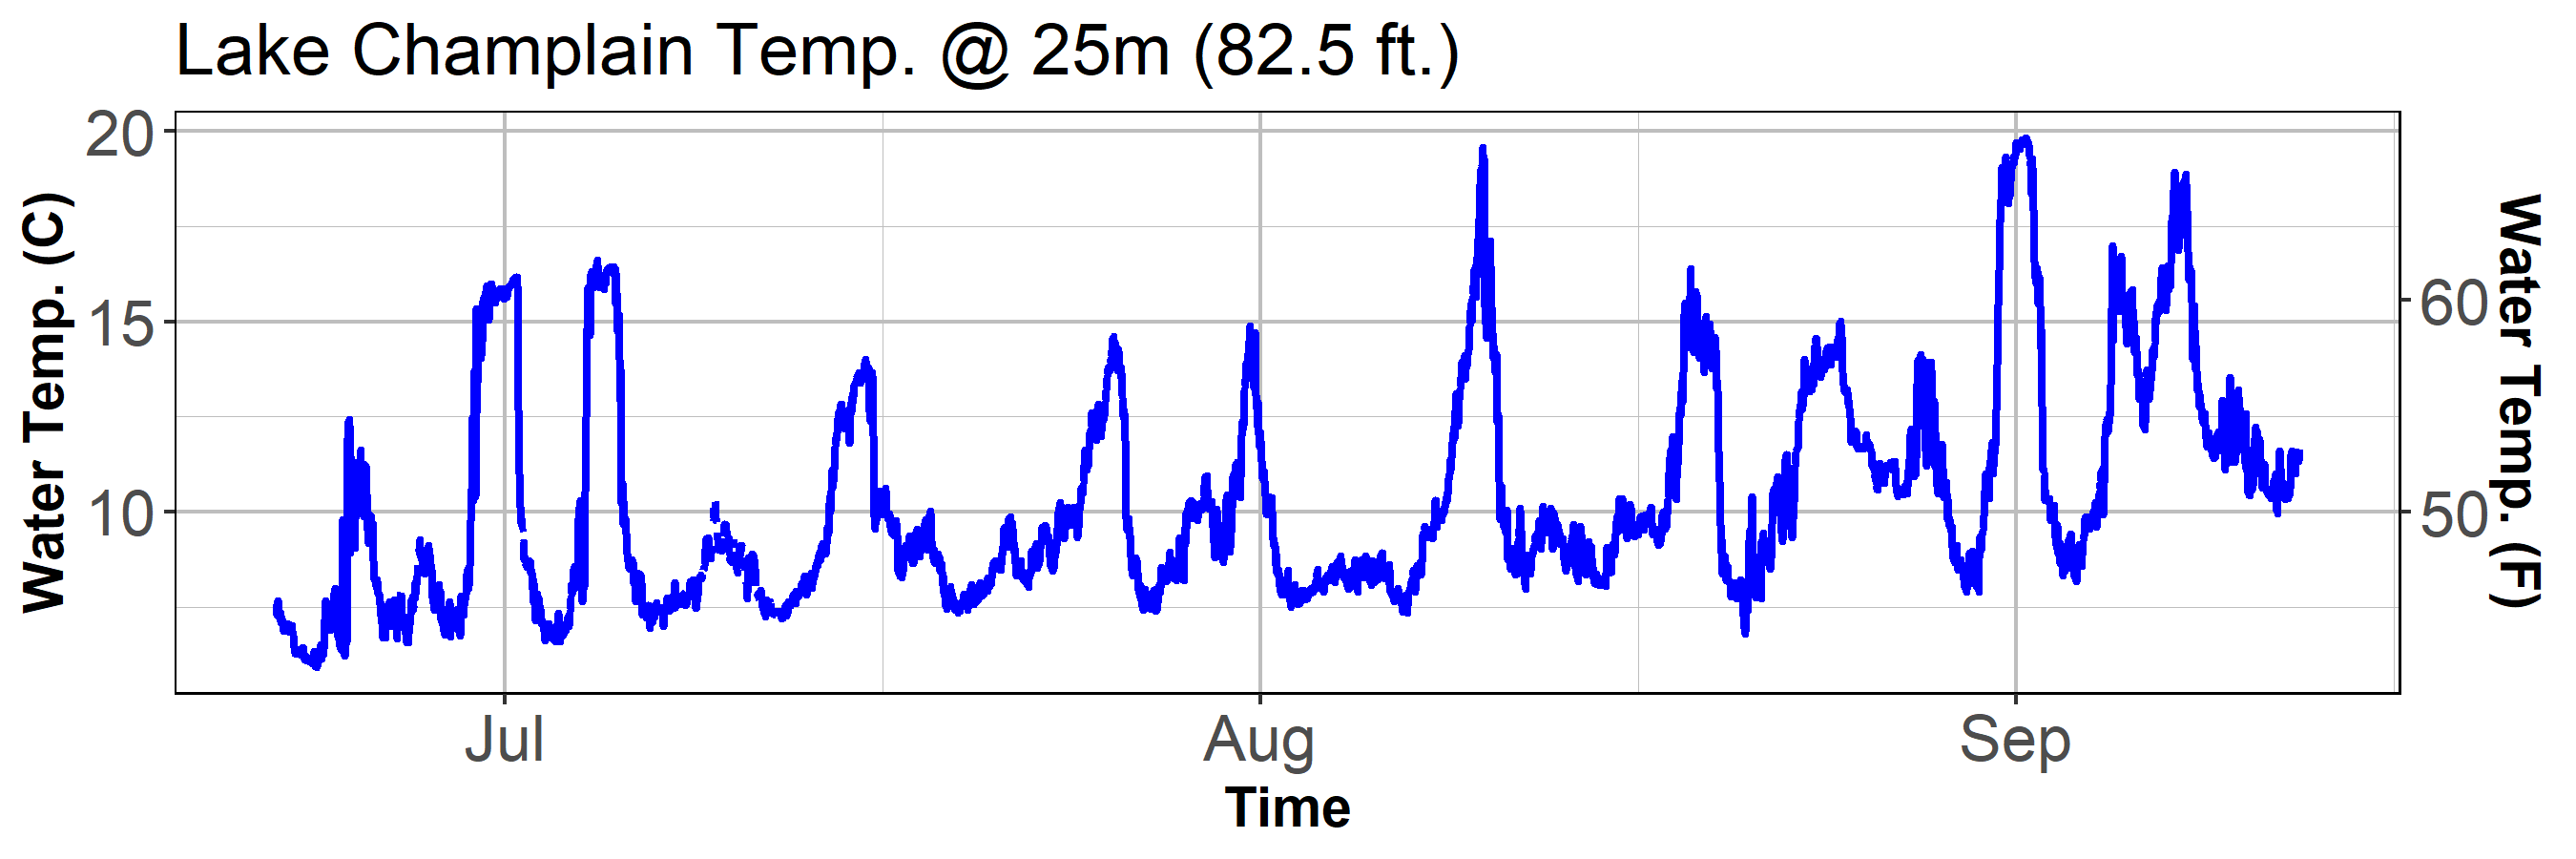 Lake Champlain Temp. @ 25m (82.5 ft.)
Water Temp. (C)
20
15
10
Water Temp. (F)
60
50
Jul
Aug
Sep
Time